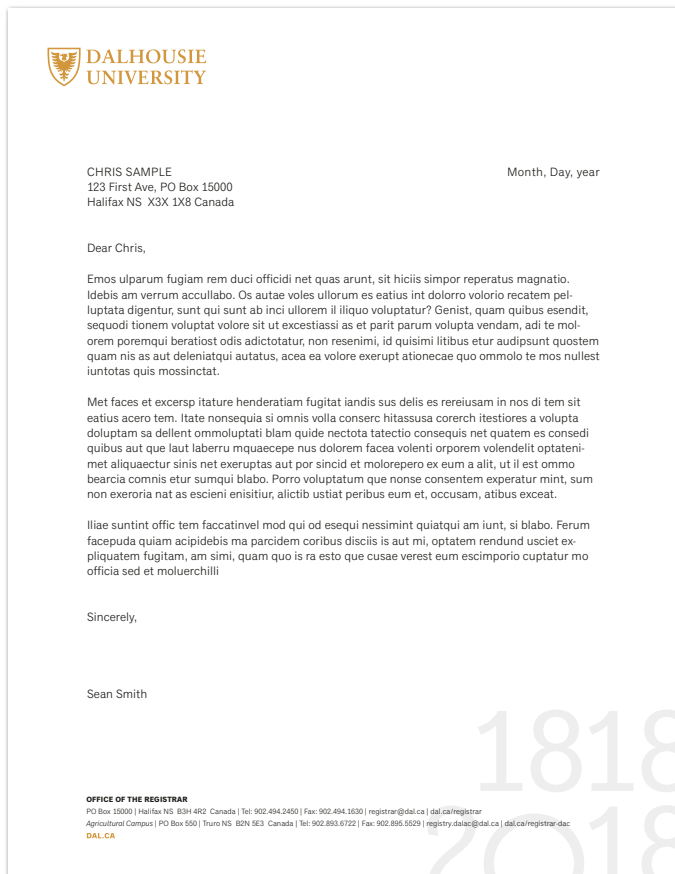 DALHOUSIE
UNIVERSITY
CHRIS SAMPLE
Month, Day, year
123 First Ave, PO Box 15000
Halifax NS  X3X 1X8 Canada
Dear Chris,
Emos ulparum fugiam rem duci officidi net quas arunt, sit hiciis simpor reperatus magnatio.
Idebis am verrum accullabo. Os autae voles ullorum es eatius int dolorro volorio recatem pel-
luptata digentur, sunt qui sunt ab inci ullorem il iliquo voluptatur? Genist, quam quibus esendit,
sequodi tionem voluptat volore sit ut excestiassi as et parit parum volupta vendam, adi te mol-
orem poremqui beratiost odis adictotatur, non resenimi, id quisimi litibus etur audipsunt quostem
quam nis as aut deleniatqui autatus, acea ea volore exerupt ationecae quo ommolo te mos nullest
iuntotas quis mossinctat.
Met faces et excersp itature henderatiam fugitat iandis sus delis es rereiusam in nos di tem sit
eatius acero tem. Itate nonsequia si omnis volla conserc hitassusa corerch itestiores a volupta
doluptam sa dellent ommoluptati blam quide nectota tatectio consequis net quatem es consedi
quibus aut que laut laberru mquaecepe nus dolorem facea volenti orporem volendelit optateni-
met aliquaectur sinis net exeruptas aut por sincid et molorepero ex eum a alit, ut il est ommo
bearcia comnis etur sumqui blabo. Porro voluptatum que nonse consentem experatur mint, sum
non exeroria nat as escieni enisitiur, alictib ustiat peribus eum et, occusam, atibus exceat.
Iliae suntint offic tem faccatinvel mod qui od esequi nessimint quiatqui am iunt, si blabo. Ferum
facepuda quiam acipidebis ma parcidem coribus disciis is aut mi, optatem rendund usciet ex-
pliquatem fugitam, am simi, quam quo is ra esto que cusae verest eum escimporio cuptatur mo
officia sed et moluerchilli
Sincerely,
Sean Smith
1818
OFFICE OF THE REGISTRAR
PO Box 15000 | Halifax NS  B3H 4R2  Canada | Tel: 902.494.2450 | Fax: 902.494.1630 | registrar@dal.ca | dal.ca/registrar
Agricultural Campus | PO Box 550 | Truro NS  B2N 5E3  Canada | Tel: 902.893.6722 | Fax: 902.895.5529 | registry.dalac@dal.ca | dal.ca/registrar-dac
DAL.CA
2018